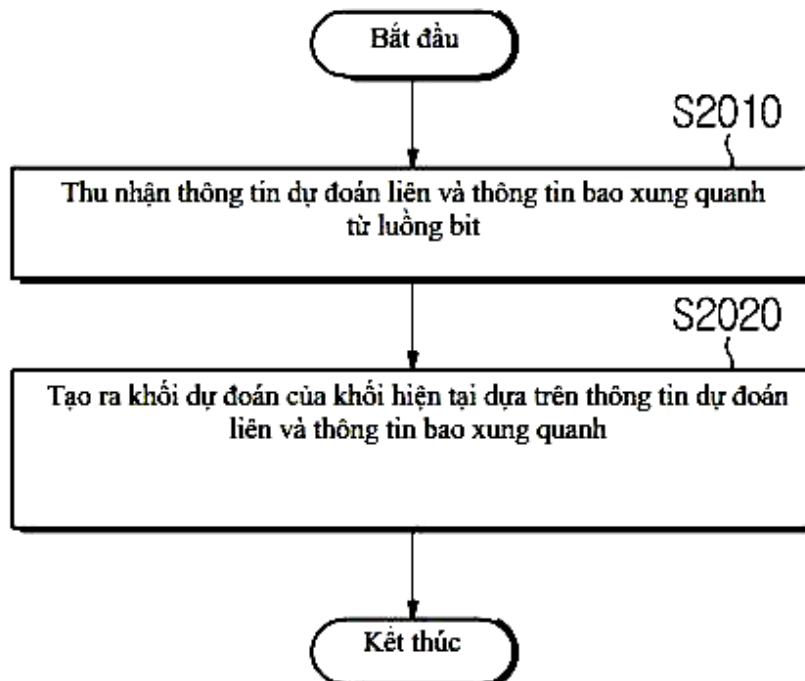 Bắt đầu
S2010
Thu nhận thông tin dự đoán liên và thông tin bao xung quanh
từ luồng bit
S2020
Tạo ra khối dự đoán của khối hiện tại dựa trên thông tin dự đoán
liên và thông tin bao xung quanh
Kết thúc